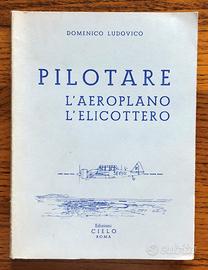 DOMENICO LUDOVICO
PILOTARE
L'AEROPLANO
L'ELICOTTERO
Edizioni
CIELO
ROMA
subito